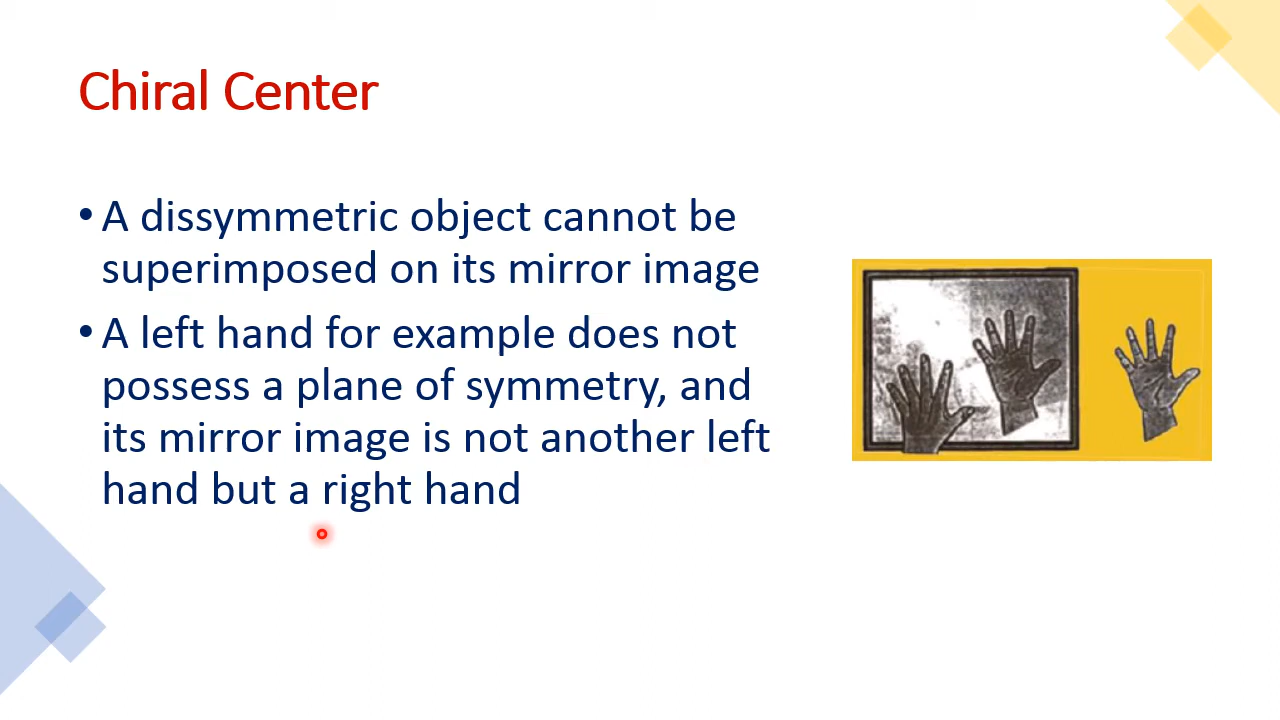 Chiral Center
• A dissymmetric object cannot be
superimposed on its mirror image
• A left hand for example does not
possess a plane of symmetry, and
its mirror image is not another left
hand but a right hand